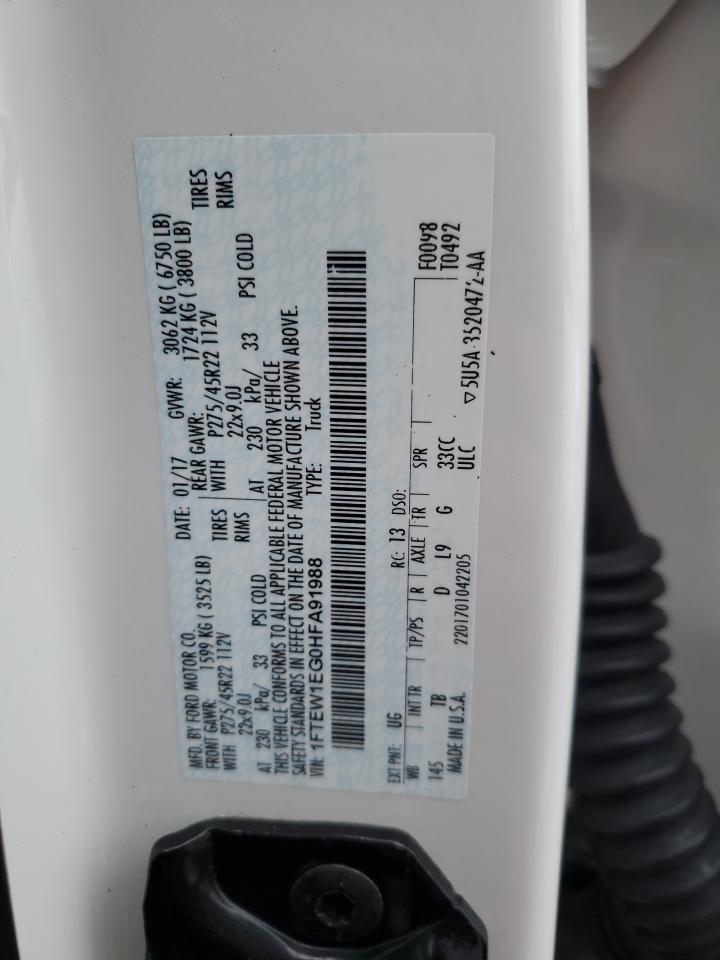 MFD. BY FORD MOTOR CO. DATE: 01/17 GVWR: 3062 KG ( 6750 LB)
FRONT GAWR: 1599 KG ( 3525 LB) REAR GAWR: 1724 KG ( 3800 LB)
WITH P275/45R22 112V TIRES WITH P275/45R22 112V TIRES
22x9.0J RIMS 22x9.0J RIMS
AT 230 kPa/ 33 PSI COLD AT 230 kPa/ 33 PSI COLD
THIS VEHICLE CONFORMS TO ALL APPLICABLE FEDERAL MOTOR VEHICLE
SAFETY STANDARDS IN EFFECT ON THE DATE OF MANUFACTURE SHOWN ABOVE.
VIN: 1FTEW1EG0HFA91988 TYPE: Truck
EXT PNT: UG RC: 13 DSO: F0098
WB INT TR TP/PS R AXLE TR SPR T0492
145 TB D L9 G 33CC
ULC
MADE IN U.S.A. 2201701042205 ▽5U5A-3520472-AA